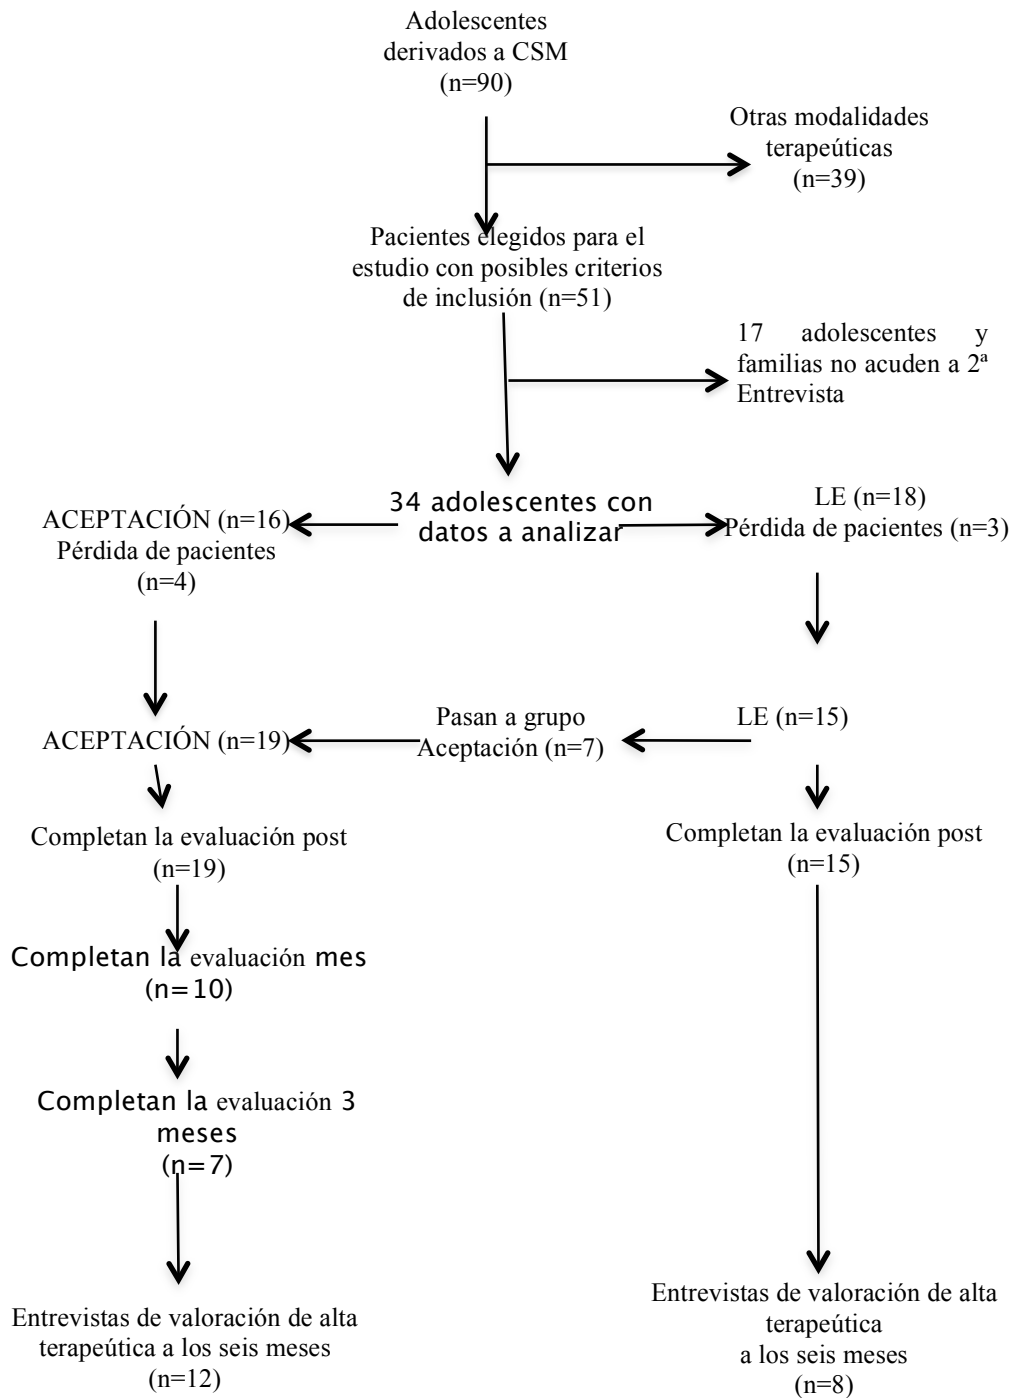 Adolescentes
derivados a CSM
(n=90)
Otras modalidades
terapeúticas
(n=39)
Pacientes elegidos para el
estudio con posibles criterios
de inclusión (n=51)
17 adolescentes y
familias no acuden a 2ª
Entrevista
34 adolescentes con
datos a analizar
ACEPTACIÓN (n=16)
Pérdida de pacientes
(n=4)
LE (n=18)
Pérdida de pacientes (n=3)
ACEPTACIÓN (n=19)
Pasan a grupo
Aceptación (n=7)
LE (n=15)
Completan la evaluación post
(n=19)
Completan la evaluación post
(n=15)
Completan la evaluación mes
(n=10)
Completan la evaluación 3
meses
(n=7)
Entrevistas de valoración de alta
terapeútica a los seis meses
(n=12)
Entrevistas de valoración de alta
terapeútica
a los seis meses
(n=8)